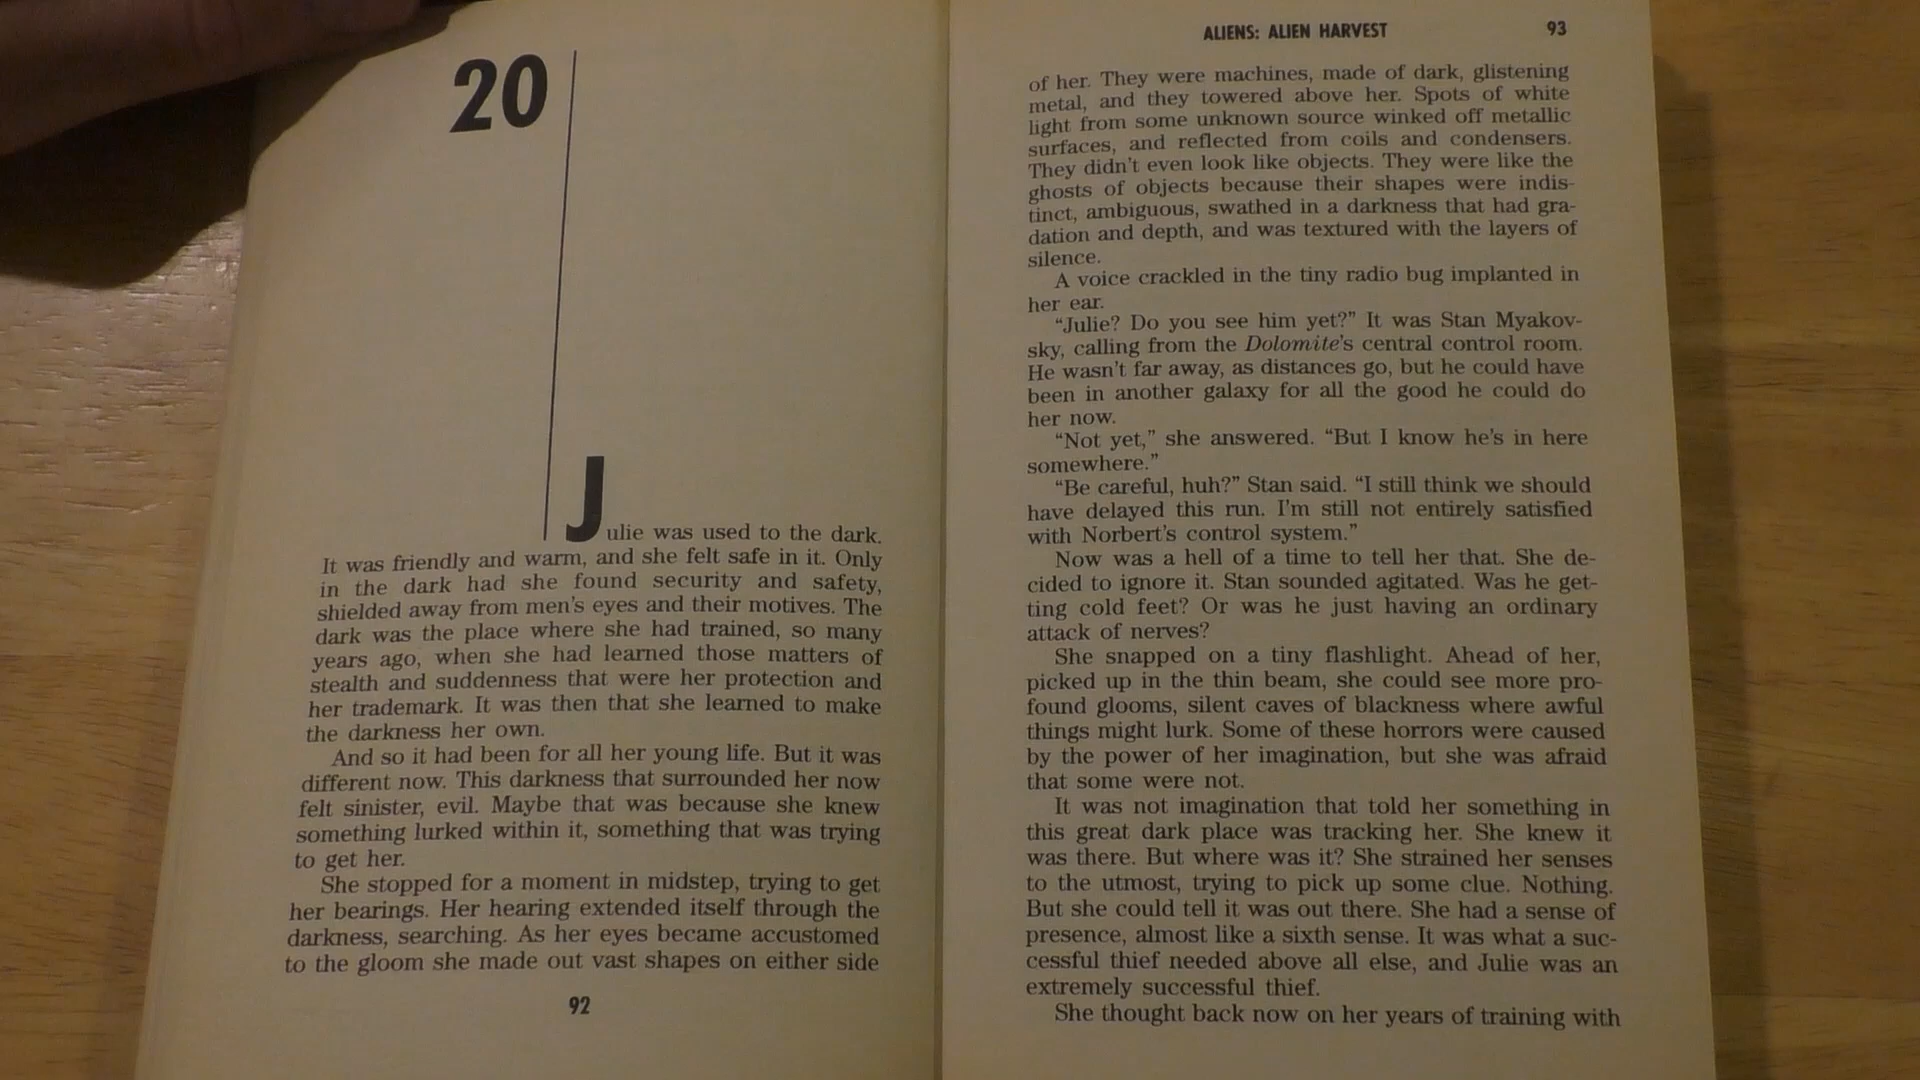 20
Julie was used to the dark.
It was friendly and warm, and she felt safe in it. Only
in the dark had she found security and safety,
shielded away from men's eyes and their motives. The
dark was the place where she had trained, so many
years ago, when she had learned those matters of
stealth and suddenness that were her protection and
her trademark. It was then that she learned to make
the darkness her own.
And so it had been for all her young life. But it was
different now. This darkness that surrounded her now
felt sinister, evil. Maybe that was because she knew
something lurked within it, something that was trying
to get her.
She stopped for a moment in midstep, trying to get
her bearings. Her hearing extended itself through the
darkness, searching. As her eyes became accustomed
to the gloom she made out vast shapes on either side
92
ALIENS: ALIEN HARVEST 93
of her. They were machines, made of dark, glistening
metal, and they towered above her. Spots of white
light from some unknown source winked off metallic
surfaces, and reflected from coils and condensers.
They didn't even look like objects. They were like the
ghosts of objects because their shapes were indis-
tinct, ambiguous, swathed in a darkness that had gra-
dation and depth, and was textured with the layers of
silence.
A voice crackled in the tiny radio bug implanted in
her ear.
“Julie? Do you see him yet?” It was Stan Myakov-
sky, calling from the Dolomite's central control room.
He wasn't far away, as distances go, but he could have
been in another galaxy for all the good he could do
her now.
“Not yet,” she answered. “But I know he's in here
somewhere.”
“Be careful, huh?” Stan said. “I still think we should
have delayed this run. I'm still not entirely satisfied
with Norbert's control system.”
Now was a hell of a time to tell her that. She de-
cided to ignore it. Stan sounded agitated. Was he get-
ting cold feet? Or was he just having an ordinary
attack of nerves?
She snapped on a tiny flashlight. Ahead of her,
picked up in the thin beam, she could see more pro-
found glooms, silent caves of blackness where awful
things might lurk. Some of these horrors were caused
by the power of her imagination, but she was afraid
that some were not.
It was not imagination that told her something in
this great dark place was tracking her. She knew it
was there. But where was it? She strained her senses
to the utmost, trying to pick up some clue. Nothing.
But she could tell it was out there. She had a sense of
presence, almost like a sixth sense. It was what a suc-
cessful thief needed above all else, and Julie was an
extremely successful thief.
She thought back now on her years of training with